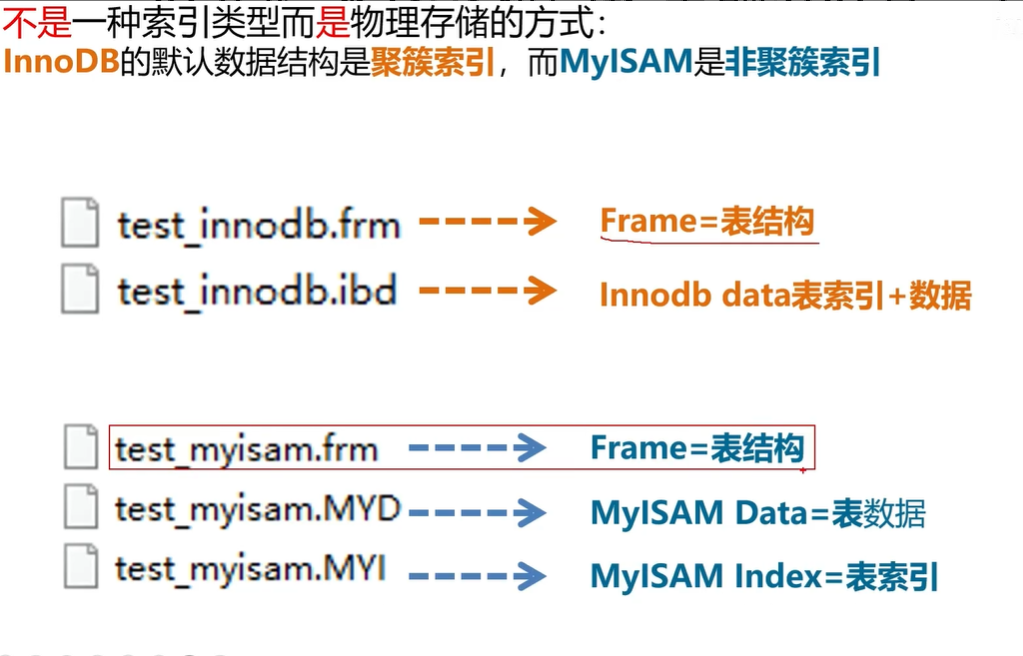 不是一种索引类型而是物理存储的方式：
InnoDB的默认数据结构是聚簇索引，而MyISAM是非聚簇索引
test_innodb.frm Frame=表结构
test_innodb.ibd Innodb data表索引+数据
test_myisam.frm Frame=表结构
test_myisam.MYD MyISAM Data=表数据
test_myisam.MYI MyISAM Index=表索引